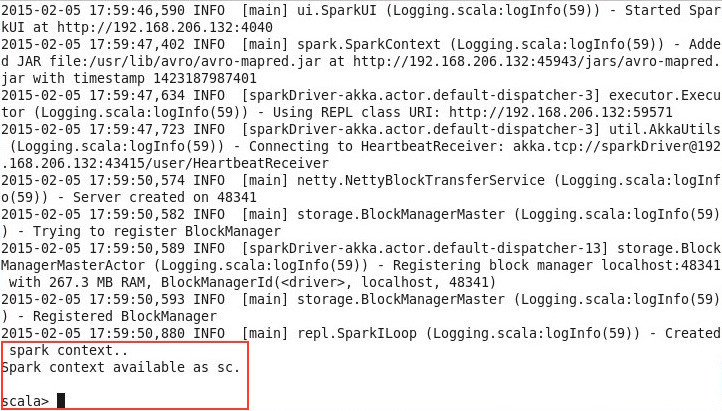 2015-02-05 17:59:46,590 INFO  [main] ui.SparkUI (Logging.scala:logInfo(59)) - Started Spar
kUI at http://192.168.206.132:4040
2015-02-05 17:59:47,402 INFO  [main] spark.SparkContext (Logging.scala:logInfo(59)) - Adde
d JAR file:/usr/lib/avro/avro-mapred.jar at http://192.168.206.132:45943/jars/avro-mapred.
jar with timestamp 1423187987401
2015-02-05 17:59:47,634 INFO  [sparkDriver-akka.actor.default-dispatcher-3] executor.Execu
tor (Logging.scala:logInfo(59)) - Using REPL class URI: http://192.168.206.132:59571
2015-02-05 17:59:47,723 INFO  [sparkDriver-akka.actor.default-dispatcher-3] util.AkkaUtils
 (Logging.scala:logInfo(59)) - Connecting to HeartbeatReceiver: akka.tcp://sparkDriver@192
.168.206.132:43415/user/HeartbeatReceiver
2015-02-05 17:59:50,574 INFO  [main] netty.NettyBlockTransferService (Logging.scala:logInf
o(59)) - Server created on 48341
2015-02-05 17:59:50,582 INFO  [main] storage.BlockManagerMaster (Logging.scala:logInfo(59)
) - Trying to register BlockManager
2015-02-05 17:59:50,589 INFO  [sparkDriver-akka.actor.default-dispatcher-13] storage.Block
ManagerMasterActor (Logging.scala:logInfo(59)) - Registering block manager localhost:48341
 with 267.3 MB RAM, BlockManagerId(<driver>, localhost, 48341)
2015-02-05 17:59:50,593 INFO  [main] storage.BlockManagerMaster (Logging.scala:logInfo(59)
) - Registered BlockManager
2015-02-05 17:59:50,880 INFO  [main] repl.SparkILoop (Logging.scala:logInfo(59)) - Created
 spark context..
Spark context available as sc.
scala>